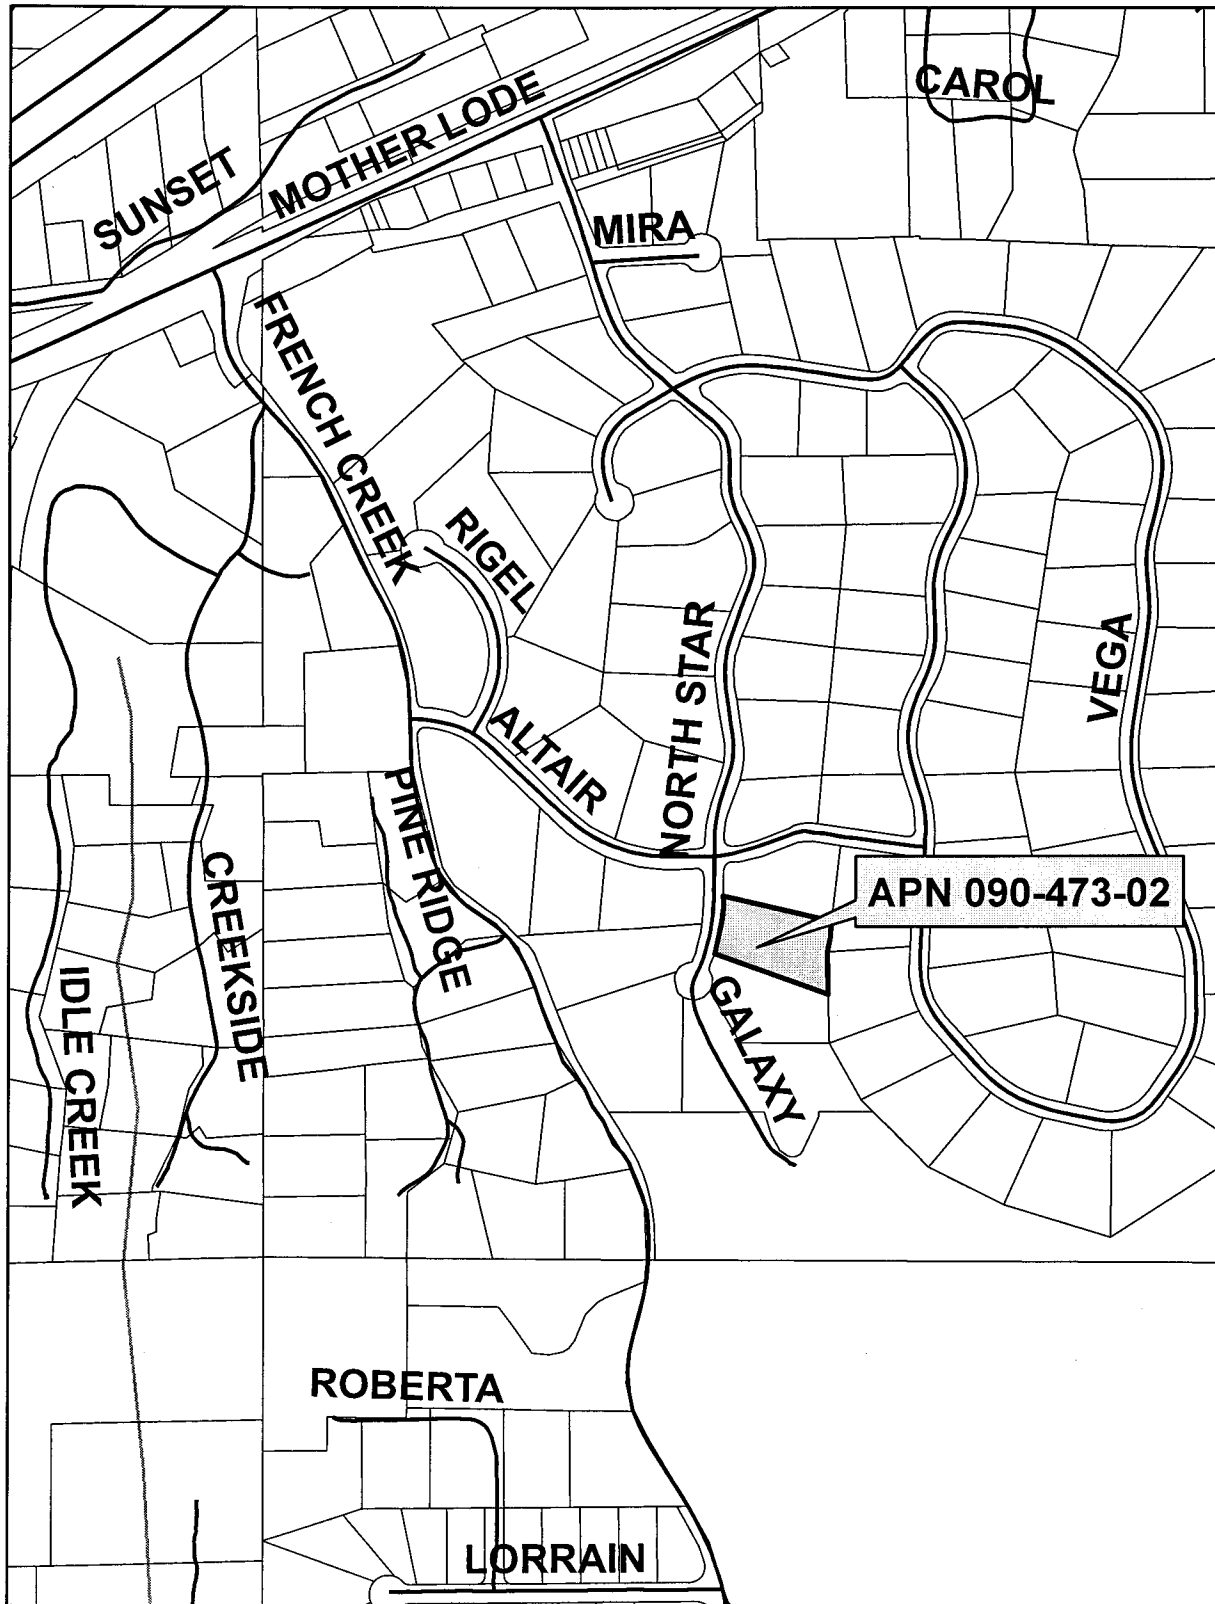 CAROL
MOTHER LODE
SUNSET
MIRA
FRENCH CREEK
RIGEL
NORTH STAR
VEGA
ALTAIR
PINE RIDGE
CREEKSIDE
APN 090-473-02
IDLE CREEK
GALAXY
ROBERTA
LORRAIN